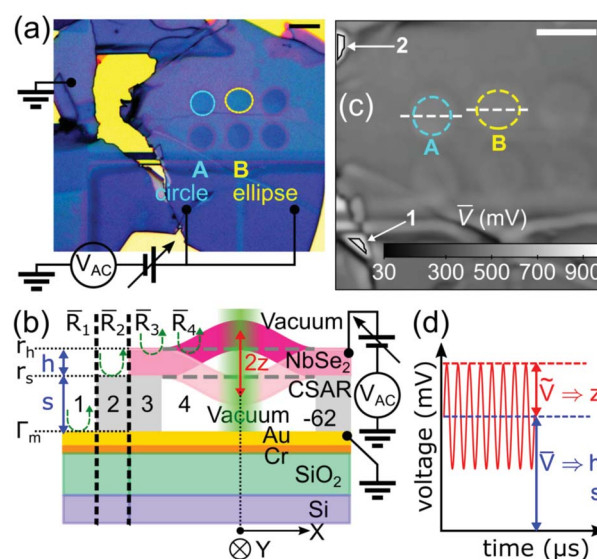 (a)
A
B
circle
ellipse
V_AC
2
(c)
A
B
V̅ (mV)
1
30 500 700 900
(b)
R̅₁ R̅₂ R̅₃ R̅₄
Vacuum
r_h
h
2z
NbSe₂
r_s
CSAR
s
1 2 3 4
Vacuum
-62
V_AC
Γ_m
Au
Cr
SiO₂
Si
X
Y
(d)
voltage (mV)
Ṽ ⇒ z
V̅ ⇒ h
s
time (μs)